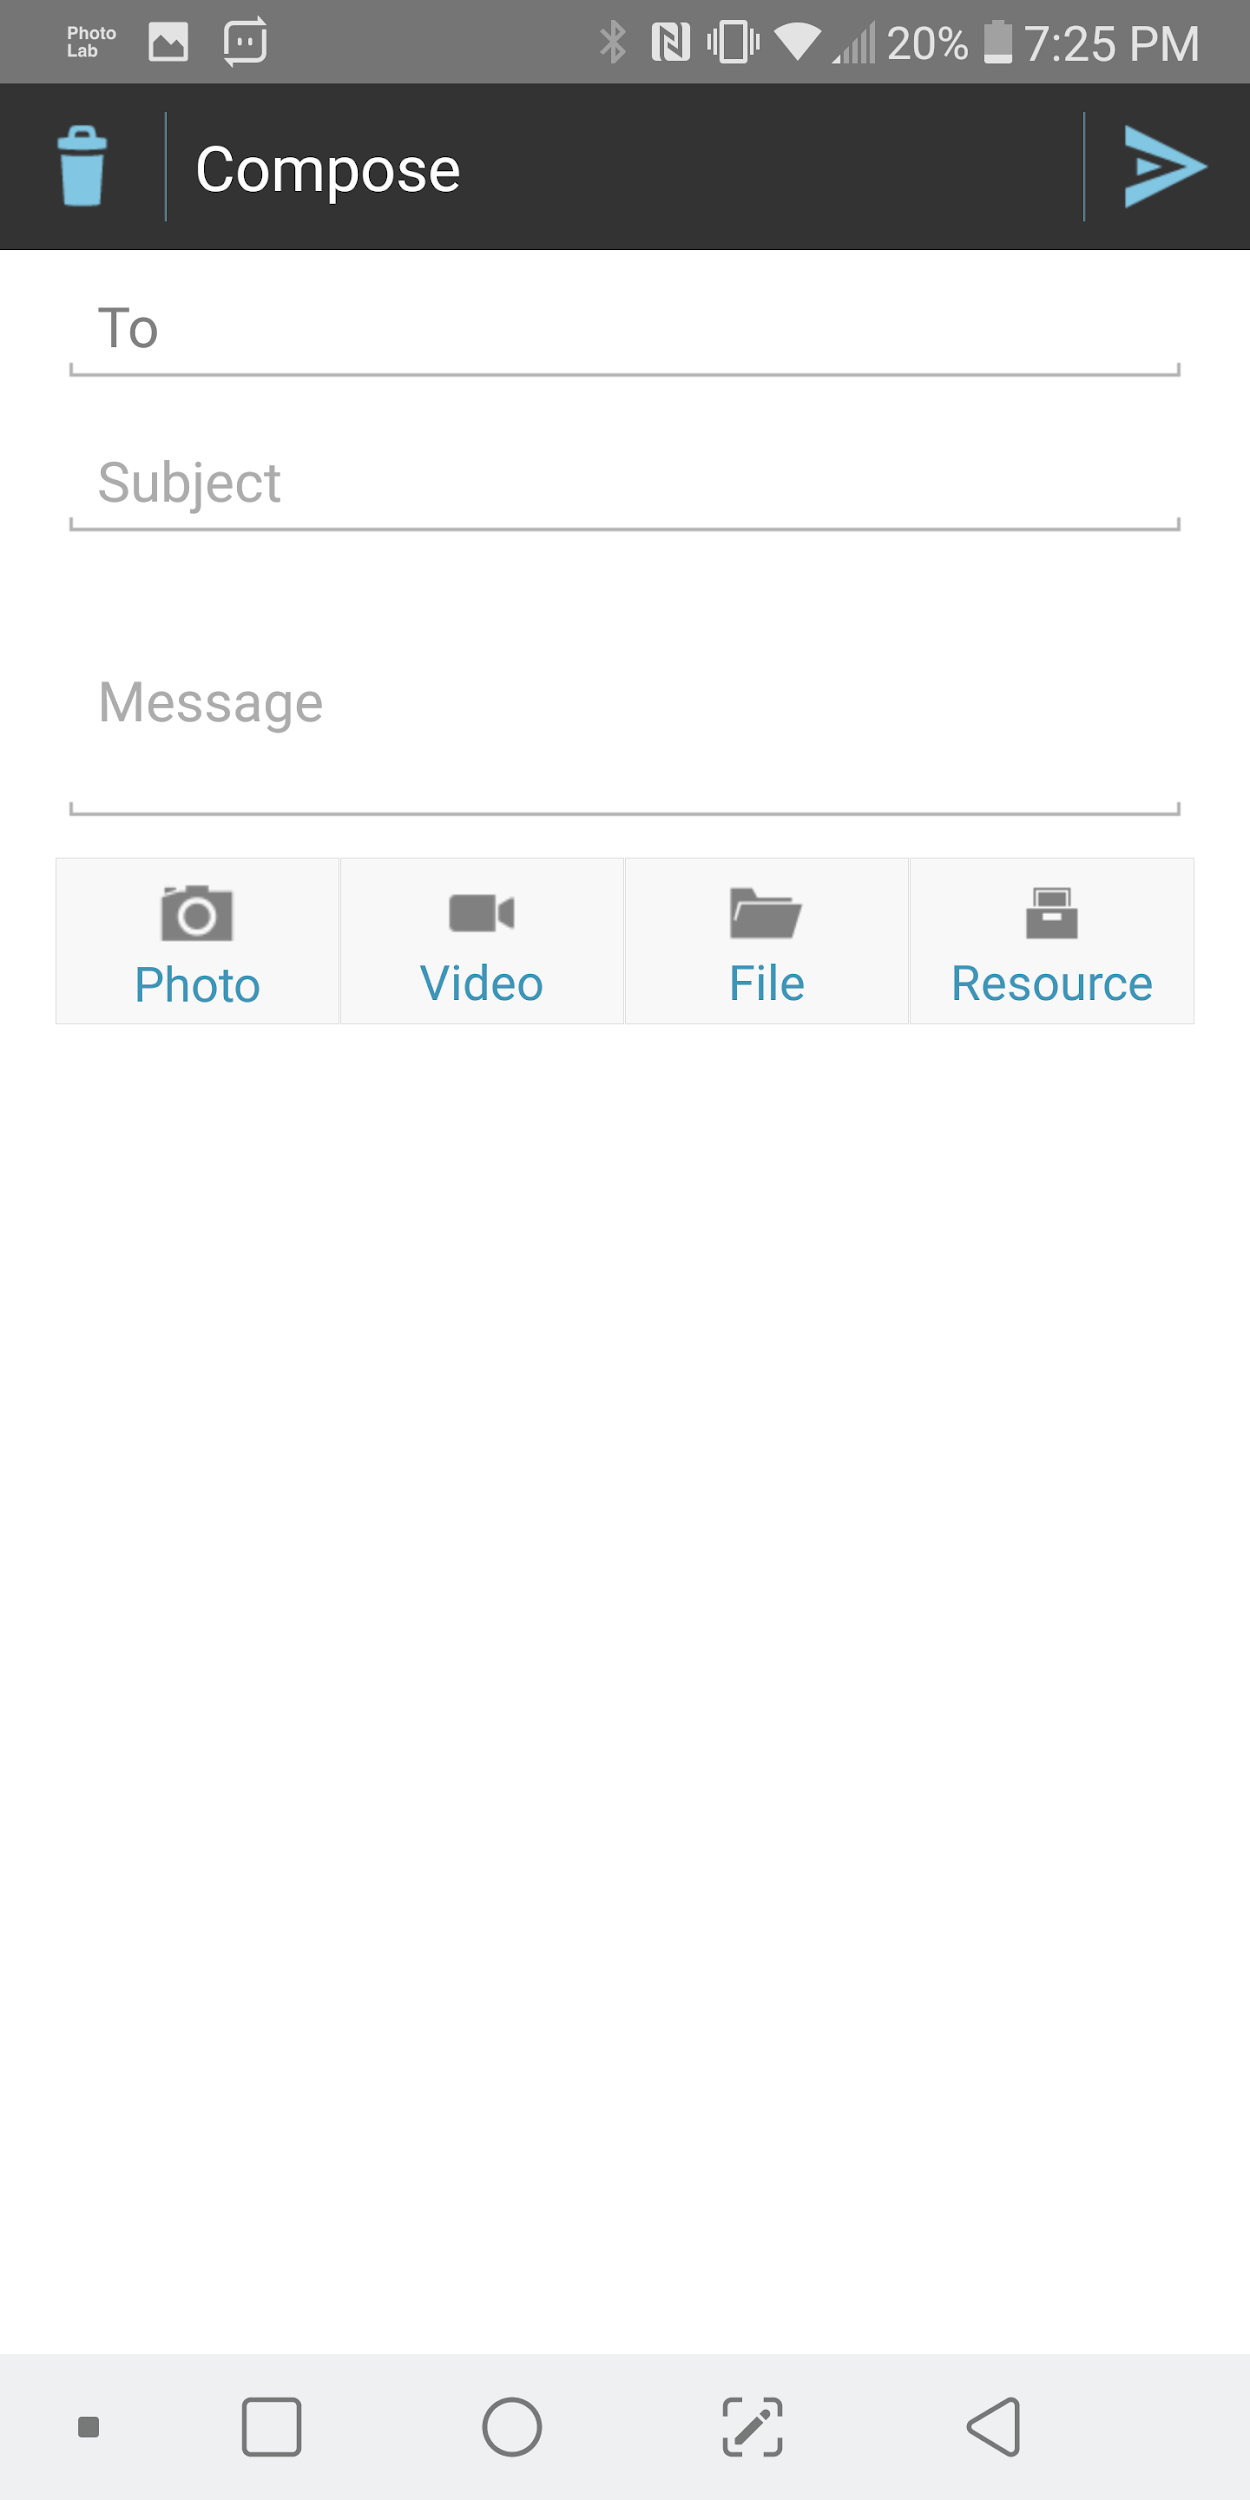 Photo
Lab
20% 7:25 PM
Compose
To
Subject
Message
Photo Video File Resource